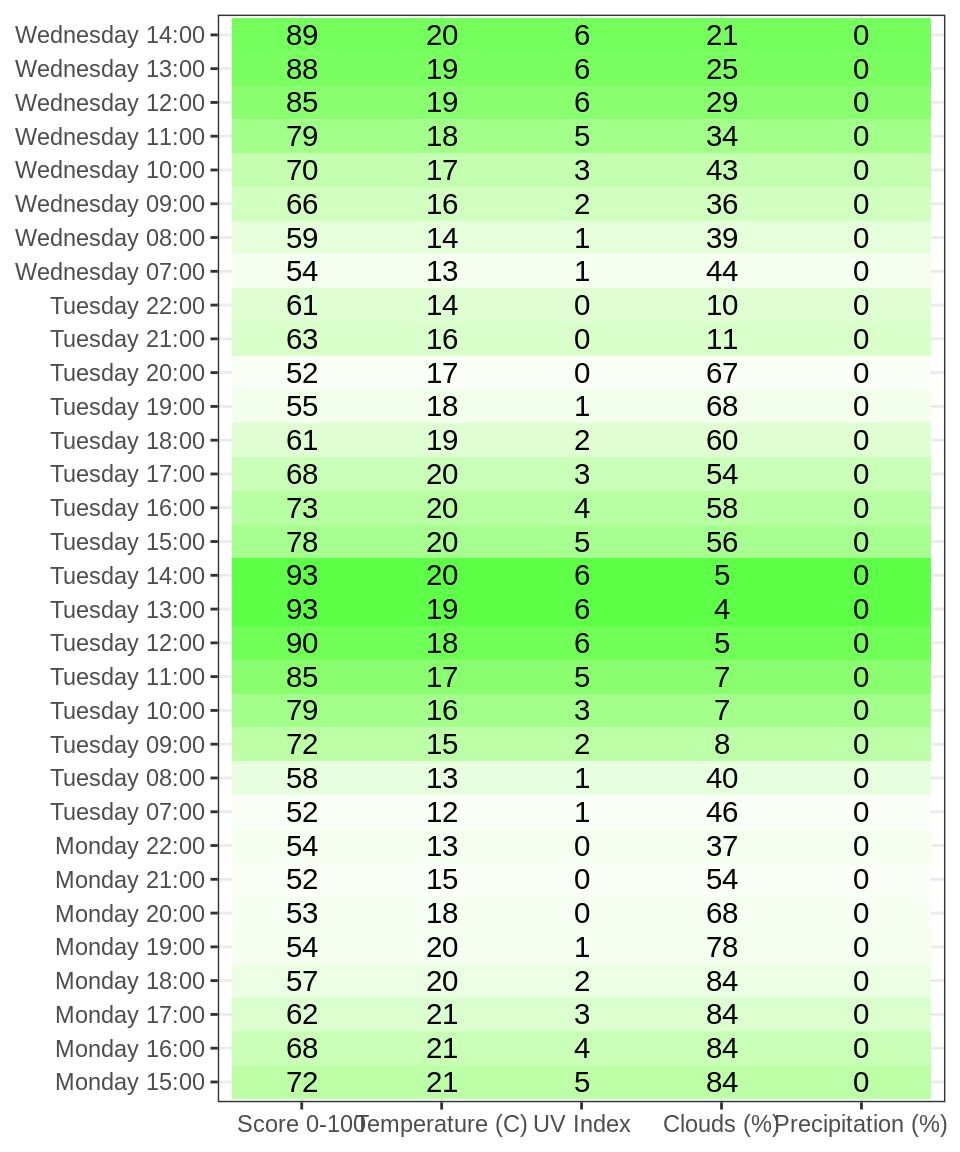 Wednesday 14:00 89 20 6 21 0
Wednesday 13:00 88 19 6 25 0
Wednesday 12:00 85 19 6 29 0
Wednesday 11:00 79 18 5 34 0
Wednesday 10:00 70 17 3 43 0
Wednesday 09:00 66 16 2 36 0
Wednesday 08:00 59 14 1 39 0
Wednesday 07:00 54 13 1 44 0
Tuesday 22:00 61 14 0 10 0
Tuesday 21:00 63 16 0 11 0
Tuesday 20:00 52 17 0 67 0
Tuesday 19:00 55 18 1 68 0
Tuesday 18:00 61 19 2 60 0
Tuesday 17:00 68 20 3 54 0
Tuesday 16:00 73 20 4 58 0
Tuesday 15:00 78 20 5 56 0
Tuesday 14:00 93 20 6 5 0
Tuesday 13:00 93 19 6 4 0
Tuesday 12:00 90 18 6 5 0
Tuesday 11:00 85 17 5 7 0
Tuesday 10:00 79 16 3 7 0
Tuesday 09:00 72 15 2 8 0
Tuesday 08:00 58 13 1 40 0
Tuesday 07:00 52 12 1 46 0
Monday 22:00 54 13 0 37 0
Monday 21:00 52 15 0 54 0
Monday 20:00 53 18 0 68 0
Monday 19:00 54 20 1 78 0
Monday 18:00 57 20 2 84 0
Monday 17:00 62 21 3 84 0
Monday 16:00 68 21 4 84 0
Monday 15:00 72 21 5 84 0
Score 0-100 Temperature (C) UV Index Clouds (%) Precipitation (%)